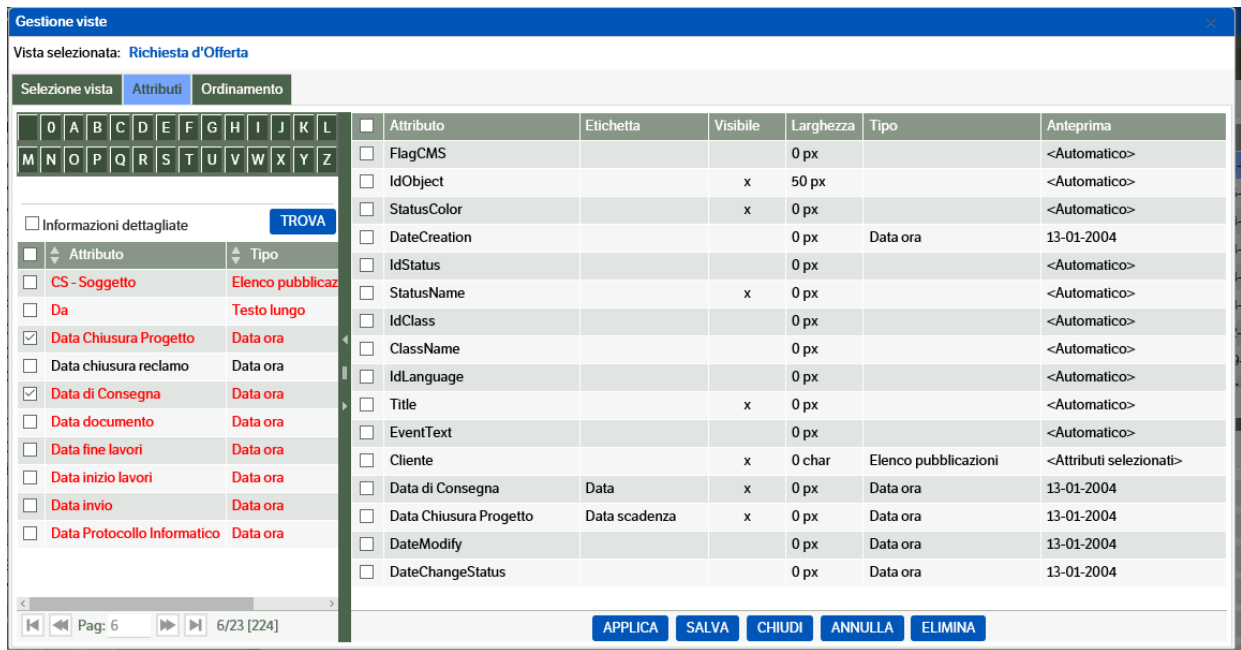 Gestione viste
Vista selezionata: Richiesta d'Offerta
Selezione vista Attributi Ordinamento
0 A B C D E F G H I J K L
M N O P Q R S T U V W X Y Z
Informazioni dettagliate TROVA
Attributo Tipo
CS - Soggetto Elenco pubblicaz
Da Testo lungo
Data Chiusura Progetto Data ora
Data chiusura reclamo Data ora
Data di Consegna Data ora
Data documento Data ora
Data fine lavori Data ora
Data inizio lavori Data ora
Data invio Data ora
Data Protocollo Informatico Data ora
Pag: 6 6/23 [224]
Attributo Etichetta Visibile Larghezza Tipo Anteprima
FlagCMS 0 px <Automatico>
IdObject x 50 px <Automatico>
StatusColor x 0 px <Automatico>
DateCreation 0 px Data ora 13-01-2004
IdStatus 0 px <Automatico>
StatusName x 0 px <Automatico>
IdClass 0 px <Automatico>
ClassName 0 px <Automatico>
IdLanguage 0 px <Automatico>
Title x 0 px <Automatico>
EventText 0 px <Automatico>
Cliente x 0 char Elenco pubblicazioni <Attributi selezionati>
Data di Consegna Data x 0 px Data ora 13-01-2004
Data Chiusura Progetto Data scadenza x 0 px Data ora 13-01-2004
DateModify 0 px Data ora 13-01-2004
DateChangeStatus 0 px Data ora 13-01-2004
APPLICA SALVA CHIUDI ANNULLA ELIMINA